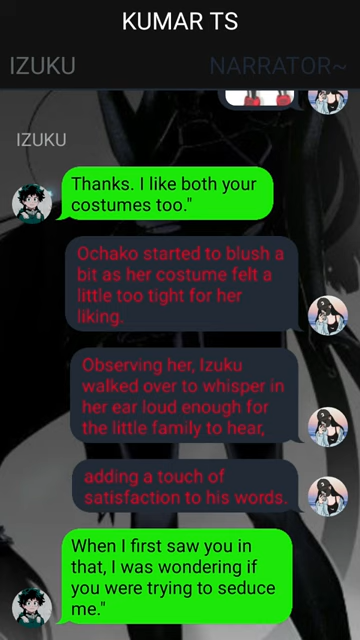 KUMAR TS
IZUKU
NARRATOR~
IZUKU
Thanks. I like both your
costumes too."
Ochako started to blush a
bit as her costume felt a
little too tight for her
liking.
Observing her, Izuku
walked over to whisper in
her ear loud enough for
the little family to hear,
adding a touch of
satisfaction to his words.
When I first saw you in
that, I was wondering if
you were trying to seduce
me."